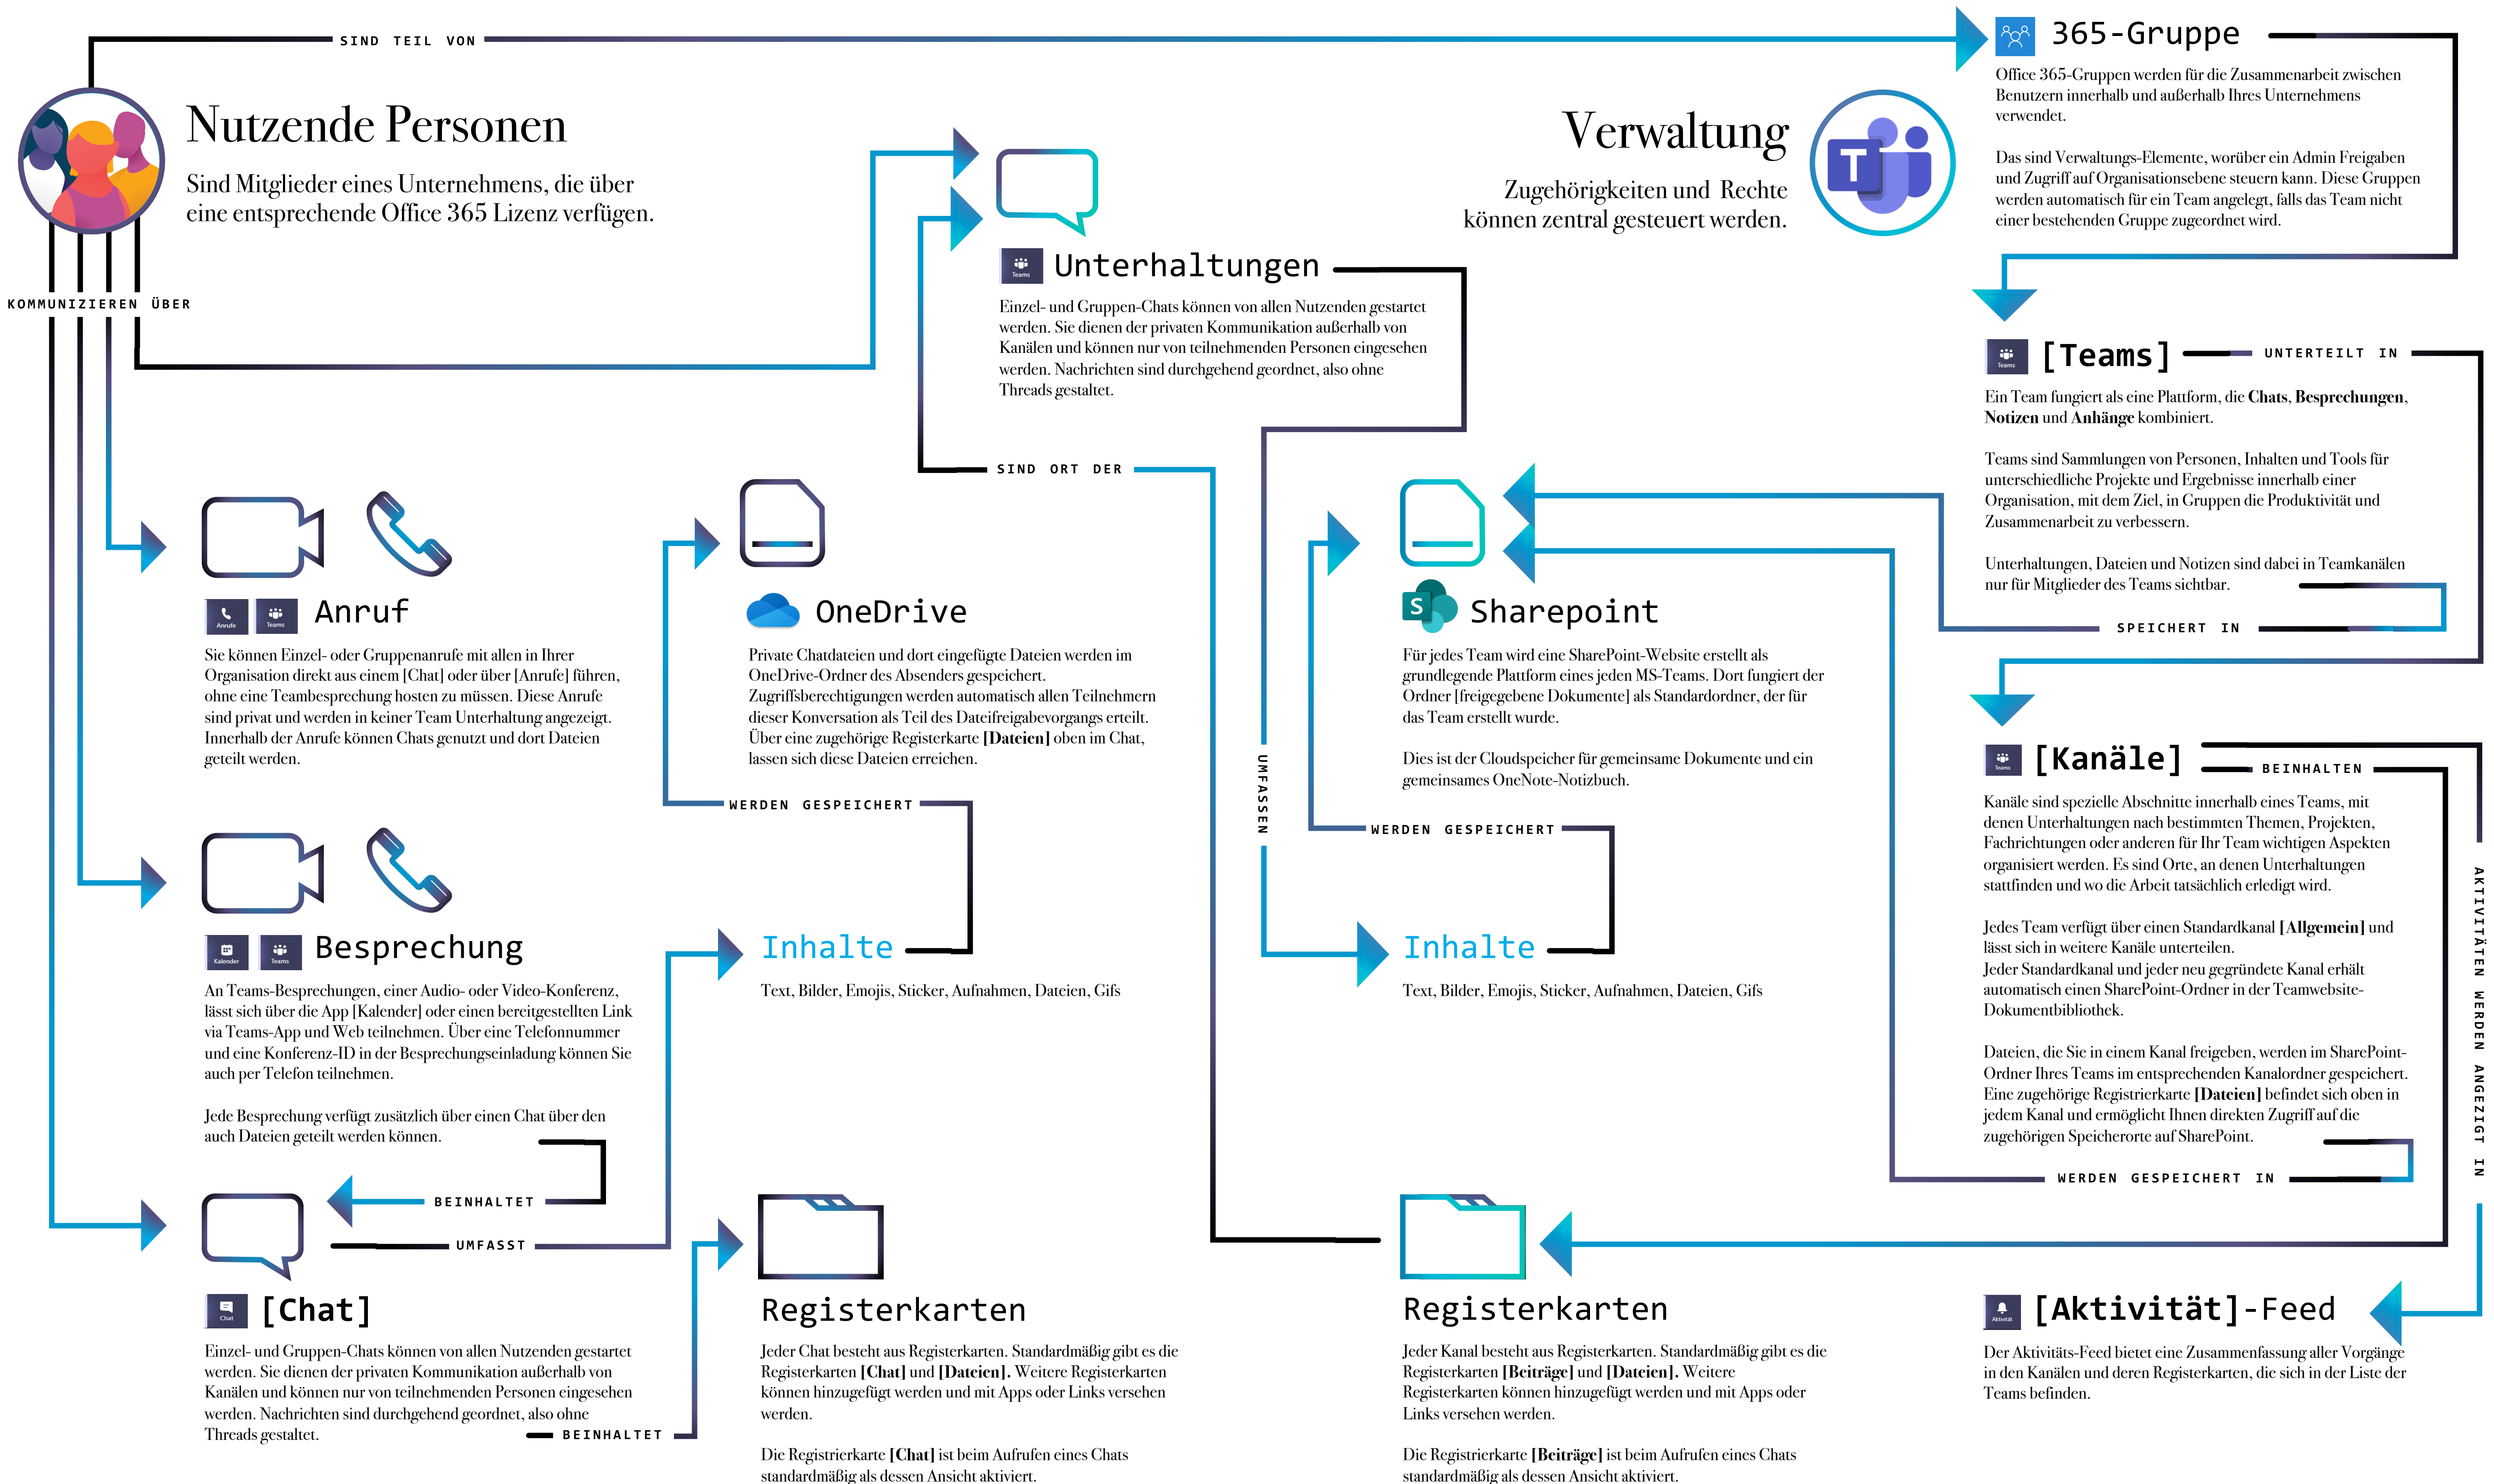 SIND TEIL VON
Nutzende Personen
Sind Mitglieder eines Unternehmens, die über
eine entsprechende Office 365 Lizenz verfügen.
KOMMUNIZIEREN ÜBER
Verwaltung
Zugehörigkeiten und Rechte
können zentral gesteuert werden.
T
365-Gruppe
Office 365-Gruppen werden für die Zusammenarbeit zwischen
Benutzern innerhalb und außerhalb Ihres Unternehmens
verwendet.
Das sind Verwaltungs-Elemente, worüber ein Admin Freigaben
und Zugriff auf Organisationsebene steuern kann. Diese Gruppen
werden automatisch für ein Team angelegt, falls das Team nicht
einer bestehenden Gruppe zugeordnet wird.
Teams
Unterhaltungen
Einzel- und Gruppen-Chats können von allen Nutzenden gestartet
werden. Sie dienen der privaten Kommunikation außerhalb von
Kanälen und können nur von teilnehmenden Personen eingesehen
werden. Nachrichten sind durchgehend geordnet, also ohne
Threads gestaltet.
SIND ORT DER
Teams
[Teams]
UNTERTEILT IN
Ein Team fungiert als eine Plattform, die Chats, Besprechungen,
Notizen und Anhänge kombiniert.
Teams sind Sammlungen von Personen, Inhalten und Tools für
unterschiedliche Projekte und Ergebnisse innerhalb einer
Organisation, mit dem Ziel, in Gruppen die Produktivität und
Zusammenarbeit zu verbessern.
Unterhaltungen, Dateien und Notizen sind dabei in Teamkanälen
nur für Mitglieder des Teams sichtbar.
SPEICHERT IN
Anrufe
Teams
Anruf
Sie können Einzel- oder Gruppenanrufe mit allen in Ihrer
Organisation direkt aus einem [Chat] oder über [Anrufe] führen,
ohne eine Teambesprechung hosten zu müssen. Diese Anrufe
sind privat und werden in keiner Team Unterhaltung angezeigt.
Innerhalb der Anrufe können Chats genutzt und dort Dateien
geteilt werden.
OneDrive
Private Chatdateien und dort eingefügte Dateien werden im
OneDrive-Ordner des Absenders gespeichert.
Zugriffsberechtigungen werden automatisch allen Teilnehmern
dieser Konversation als Teil des Dateifreigabevorgangs erteilt.
Über eine zugehörige Registerkarte [Dateien] oben im Chat,
lassen sich diese Dateien erreichen.
WERDEN GESPEICHERT
UMFASSEN
S
Sharepoint
Für jedes Team wird eine SharePoint-Website erstellt als
grundlegende Plattform eines jeden MS-Teams. Dort fungiert der
Ordner [freigegebene Dokumente] als Standardordner, der für
das Team erstellt wurde.
Dies ist der Cloudspeicher für gemeinsame Dokumente und ein
gemeinsames OneNote-Notizbuch.
WERDEN GESPEICHERT
Teams
[Kanäle]
BEINHALTEN
Kanäle sind spezielle Abschnitte innerhalb eines Teams, mit
denen Unterhaltungen nach bestimmten Themen, Projekten,
Fachrichtungen oder anderen für Ihr Team wichtigen Aspekten
organisiert werden. Es sind Orte, an denen Unterhaltungen
stattfinden und wo die Arbeit tatsächlich erledigt wird.
Jedes Team verfügt über einen Standardkanal [Allgemein] und
lässt sich in weitere Kanäle unterteilen.
Jeder Standardkanal und jeder neu gegründete Kanal erhält
automatisch einen SharePoint-Ordner in der Teamwebsite-
Dokumentbibliothek.
Dateien, die Sie in einem Kanal freigeben, werden im SharePoint-
Ordner Ihres Teams im entsprechenden Kanalordner gespeichert.
Eine zugehörige Registrierkarte [Dateien] befindet sich oben in
jedem Kanal und ermöglicht Ihnen direkten Zugriff auf die
zugehörigen Speicherorte auf SharePoint.
WERDEN GESPEICHERT IN
AKTIVITÄTEN WERDEN ANGEZIGT IN
Kalender
Teams
Besprechung
An Teams-Besprechungen, einer Audio- oder Video-Konferenz,
lässt sich über die App [Kalender] oder einen bereitgestellten Link
via Teams-App und Web teilnehmen. Über eine Telefonnummer
und eine Konferenz-ID in der Besprechungseinladung können Sie
auch per Telefon teilnehmen.
Jede Besprechung verfügt zusätzlich über einen Chat über den
auch Dateien geteilt werden können.
BEINHALTET
UMFASST
Inhalte
Text, Bilder, Emojis, Sticker, Aufnahmen, Dateien, Gifs
Inhalte
Text, Bilder, Emojis, Sticker, Aufnahmen, Dateien, Gifs
Chat
[Chat]
Einzel- und Gruppen-Chats können von allen Nutzenden gestartet
werden. Sie dienen der privaten Kommunikation außerhalb von
Kanälen und können nur von teilnehmenden Personen eingesehen
werden. Nachrichten sind durchgehend geordnet, also ohne
Threads gestaltet.
BEINHALTET
Registerkarten
Jeder Chat besteht aus Registerkarten. Standardmäßig gibt es die
Registerkarten [Chat] und [Dateien]. Weitere Registerkarten
können hinzugefügt werden und mit Apps oder Links versehen
werden.
Die Registrierkarte [Chat] ist beim Aufrufen eines Chats
standardmäßig als dessen Ansicht aktiviert.
Registerkarten
Jeder Kanal besteht aus Registerkarten. Standardmäßig gibt es die
Registerkarten [Beiträge] und [Dateien]. Weitere
Registerkarten können hinzugefügt werden und mit Apps oder
Links versehen werden.
Die Registrierkarte [Beiträge] ist beim Aufrufen eines Chats
standardmäßig als dessen Ansicht aktiviert.
Aktivität
[Aktivität]-Feed
Der Aktivitäts-Feed bietet eine Zusammenfassung aller Vorgänge
in den Kanälen und deren Registerkarten, die sich in der Liste der
Teams befinden.